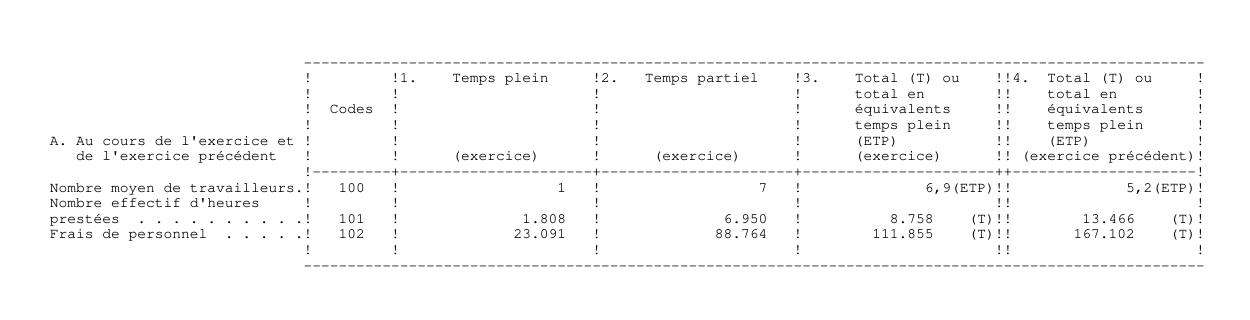 --------------------------------------------------------------------------------------------------------
!         !1.    Temps plein     !2.   Temps partiel    !3.    Total (T) ou    !!4.  Total (T) ou     !
!         !                      !                      !      total en        !!    total en         !
!  Codes  !                      !                      !      équivalents     !!    équivalents      !
!         !                      !                      !      temps plein     !!    temps plein      !
A. Au cours de l'exercice et !         !                      !                      !      (ETP)           !!    (ETP)            !
de l'exercice précédent   !         !      (exercice)      !      (exercice)      !      (exercice)      !! (exercice précédent)!
!---------+----------------------+----------------------+----------------------++---------------------!
Nombre moyen de travailleurs.!   100   !                  1   !                  7   !              6,9(ETP)!!             5,2(ETP)!
Nombre effectif d'heures     !         !                      !                      !                      !!                     !
prestées  . . . . . . . . . .!   101   !              1.808   !              6.950   !          8.758    (T)!!        13.466    (T)!
Frais de personnel  . . . . .!   102   !             23.091   !             88.764   !        111.855    (T)!!       167.102    (T)!
!         !                      !                      !                      !!                     !
--------------------------------------------------------------------------------------------------------